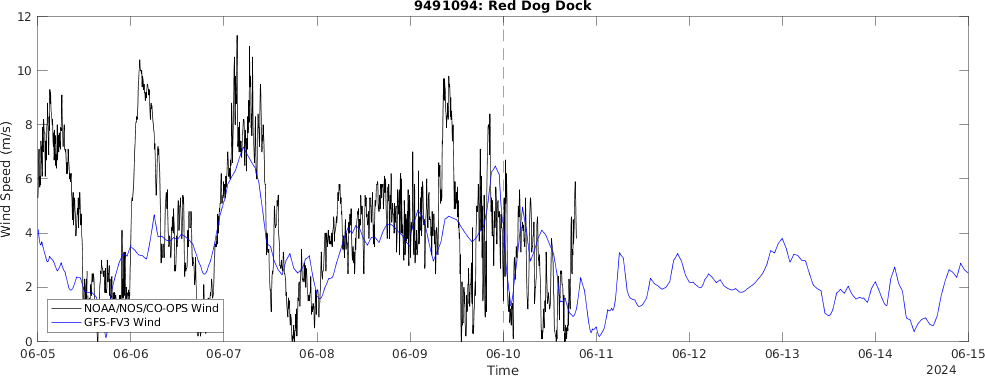 9491094: Red Dog Dock
Wind Speed (m/s)
12
10
8
6
4
2
0
NOAA/NOS/CO-OPS Wind
GFS-FV3 Wind
06-05 06-06 06-07 06-08 06-09 06-10 06-11 06-12 06-13 06-14 06-15
Time
2024